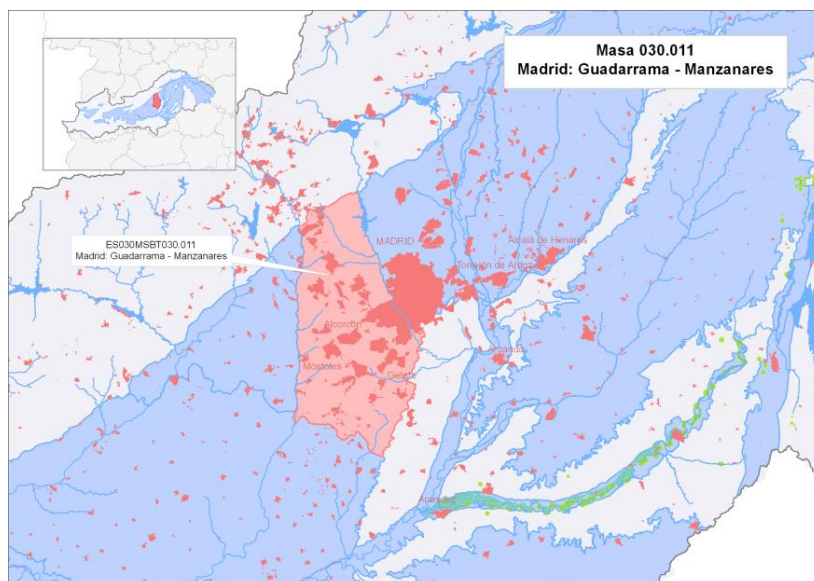 Masa 030.011
Madrid: Guadarrama - Manzanares
ES030MSBT030.011
Madrid: Guadarrama - Manzanares
MADRID
Alcalá de Henares
Torrejón de Ardoz
Alcorcón
Arganda
Móstoles
Getafe
Aranjuez